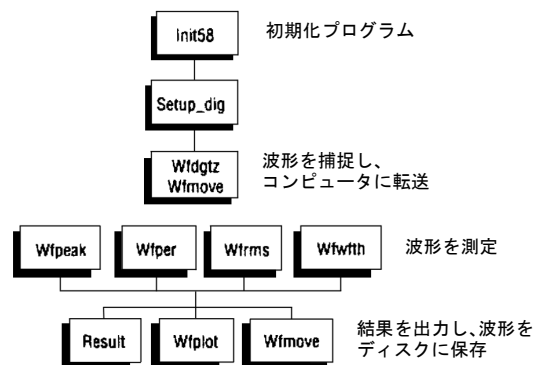 Init58 初期化プログラム
Setup_dig
Wfdgtz 波形を捕捉し、
Wfmove コンピュータに転送
Wfpeak Wfper Wfrms Wfwfth 波形を測定
結果を出力し、波形を
Result Wfplot Wfmove ディスクに保存